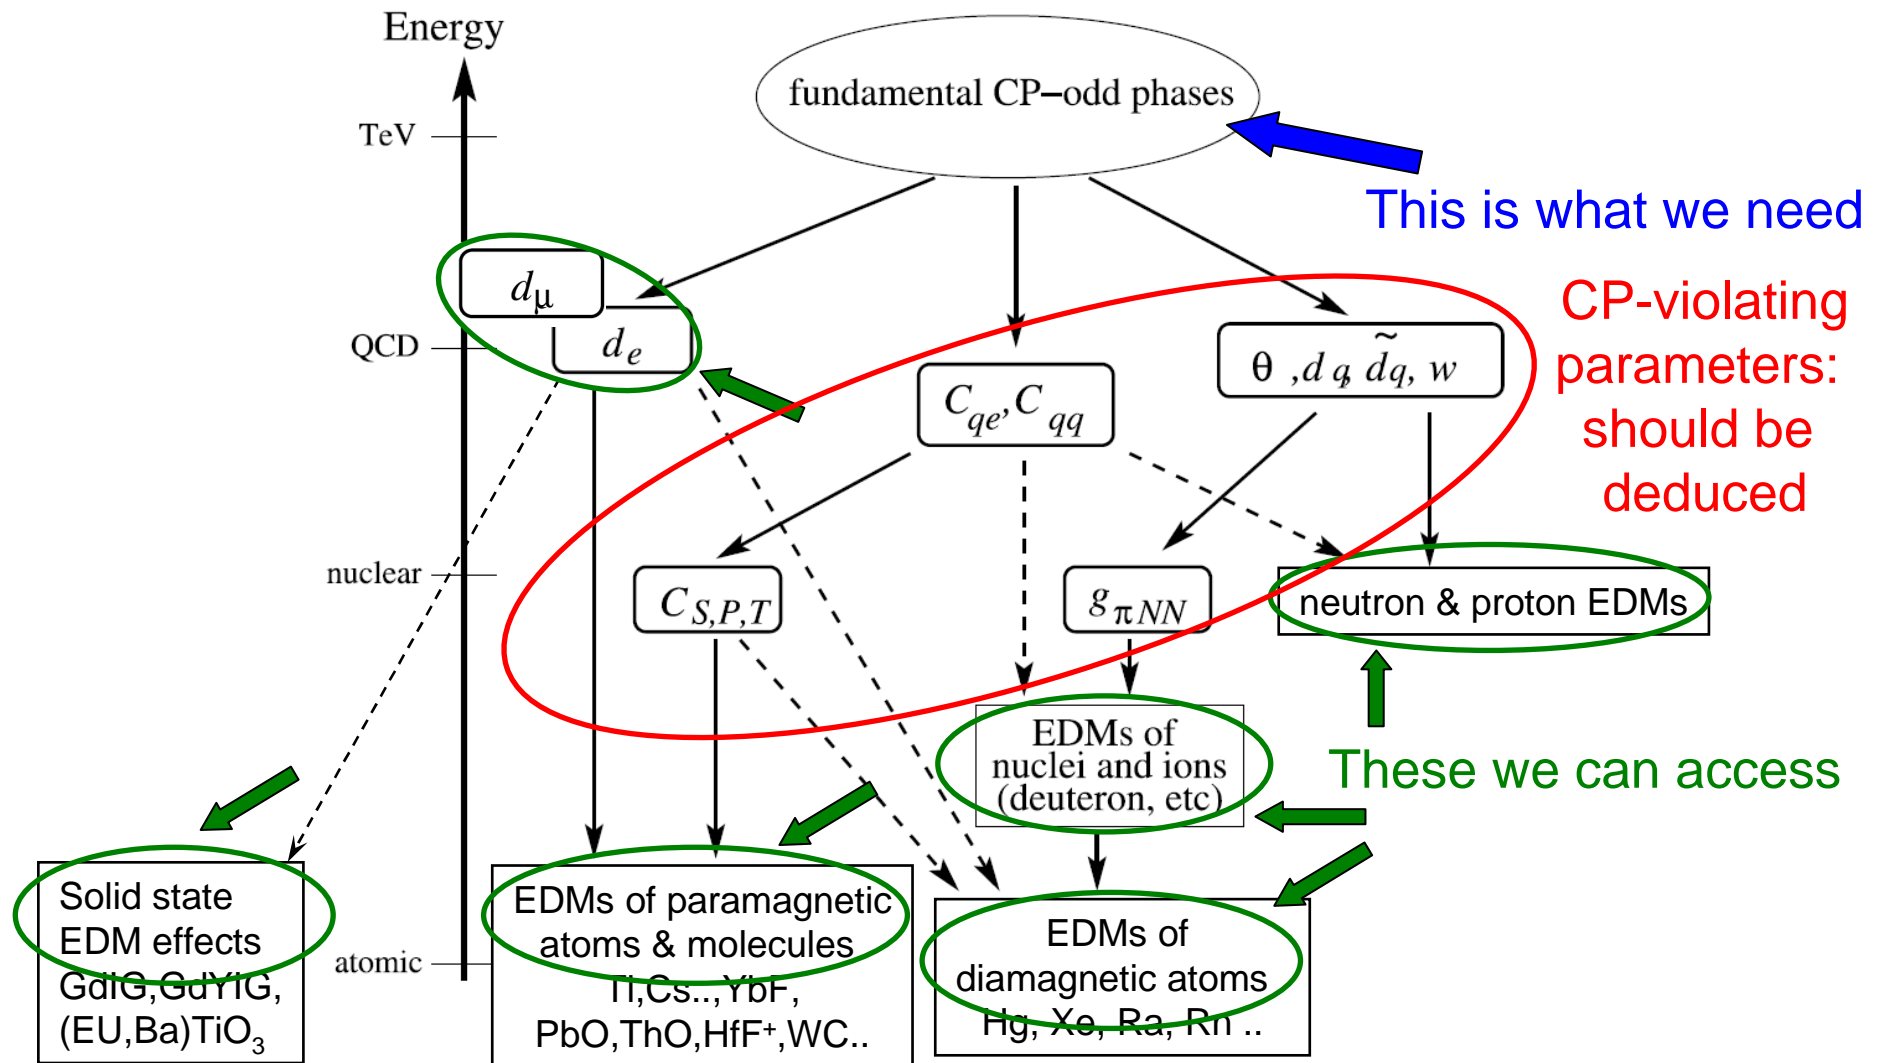 Energy
fundamental CP–odd phases
TeV
This is what we need
CP-violating
parameters:
should be
deduced
d_μ
d_e
QCD
θ ,d q, d̃q, w
C_qe, C_qq
nuclear
C_S,P,T
g_πNN
neutron & proton EDMs
EDMs of
nuclei and ions
(deuteron, etc)
These we can access
Solid state
EDM effects
GdIG,GdYIG,
(EU,Ba)TiO₃
EDMs of paramagnetic
atoms & molecules
Tl,Cs..,YbF,
PbO,ThO,HfF⁺,WC..
atomic
EDMs of
diamagnetic atoms
Hg, Xe, Ra, Rn ..